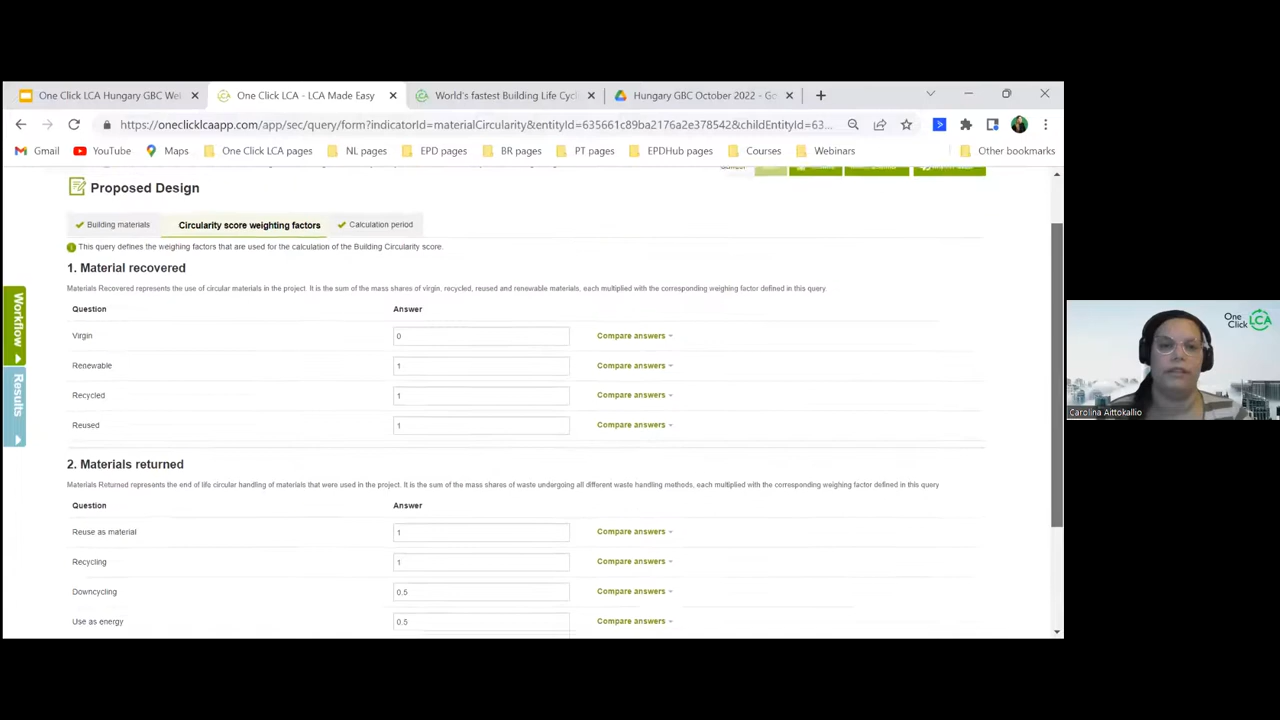 One Click LCA Hungary GBC We
One Click LCA - LCA Made Easy
World's fastest Building Life Cycl
Hungary GBC October 2022 - Go
https://oneclicklcaapp.com/app/sec/query/form?indicatorId=materialCircularity&entityId=635661c89ba2176a2e378542&childEntityId=63...
Gmail
YouTube
Maps
One Click LCA pages
NL pages
EPD pages
BR pages
PT pages
EPDHub pages
Courses
Webinars
Other bookmarks
Proposed Design
Building materials
Circularity score weighting factors
Calculation period
This query defines the weighing factors that are used for the calculation of the Building Circularity score.
1. Material recovered
Materials Recovered represents the use of circular materials in the project. It is the sum of the mass shares of virgin, recycled, reused and renewable materials, each multiplied with the corresponding weighing factor defined in this query.
Question Answer
Virgin 0 Compare answers
Renewable 1 Compare answers
Recycled 1 Compare answers
Reused 1 Compare answers
2. Materials returned
Materials Returned represents the end of life circular handling of materials that were used in the project. It is the sum of the mass shares of waste undergoing all different waste handling methods, each multiplied with the corresponding weighing factor defined in this query
Question Answer
Reuse as material 1 Compare answers
Recycling 1 Compare answers
Downcycling 0.5 Compare answers
Use as energy 0.5 Compare answers
Workflow
Results
One
Click LCA
Carolina Aittokallio